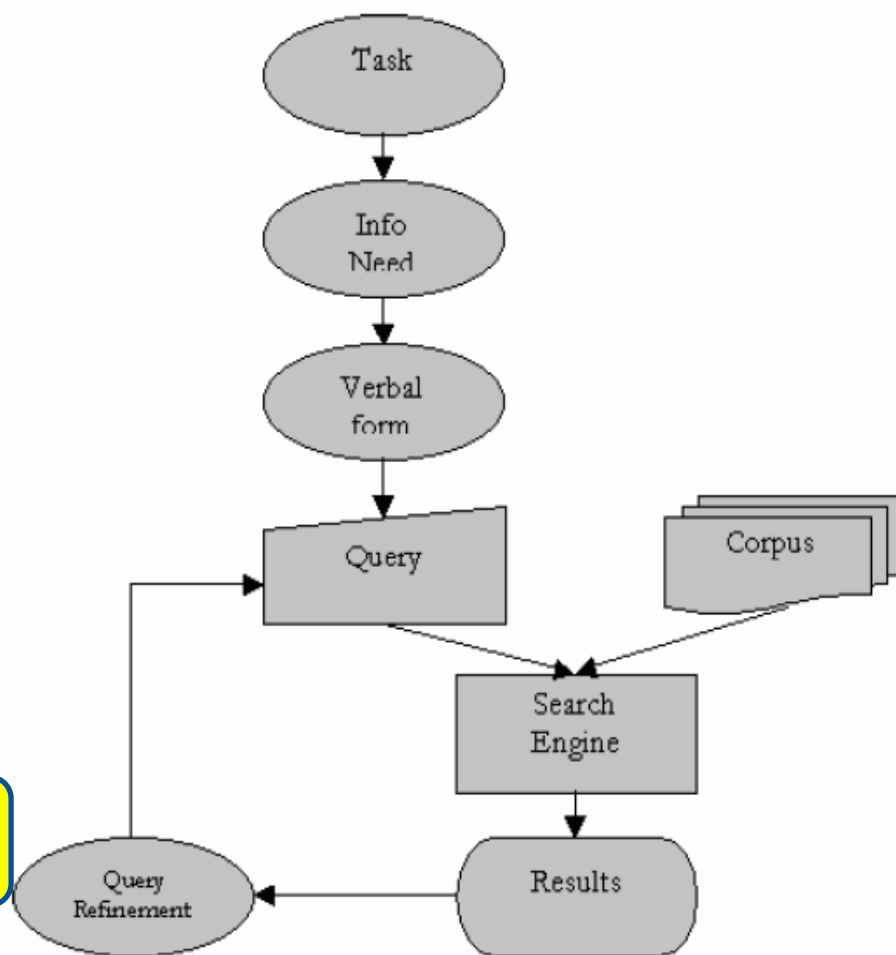 Task
Info
Need
Verbal
form
Query
Corpus
Search
Engine
Results
Query
Refinement